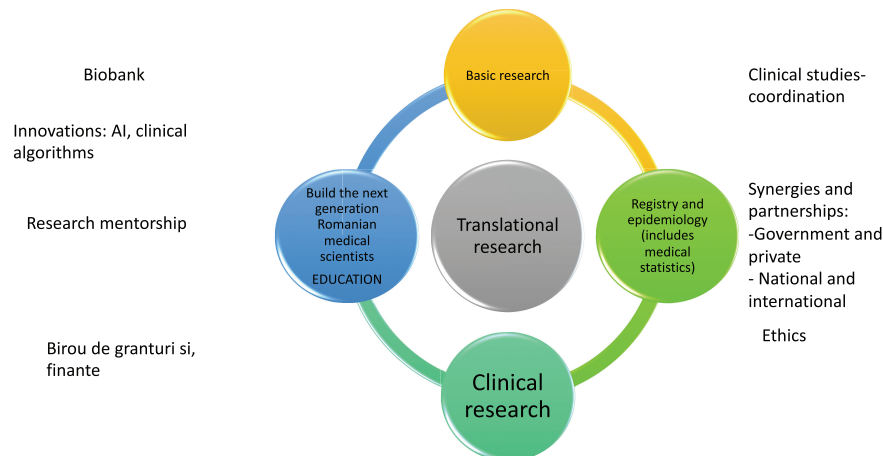 Biobank
Innovations: AI, clinical
algorithms
Research mentorship
Birou de granturi si,
finante
Basic research
Build the next
generation
Romanian
medical
scientists
EDUCATION
Translational
research
Registry and
epidemiology
(includes
medical
statistics)
Clinical
research
Clinical studies-
coordination
Synergies and
partnerships:
-Government and
private
- National and
international
Ethics